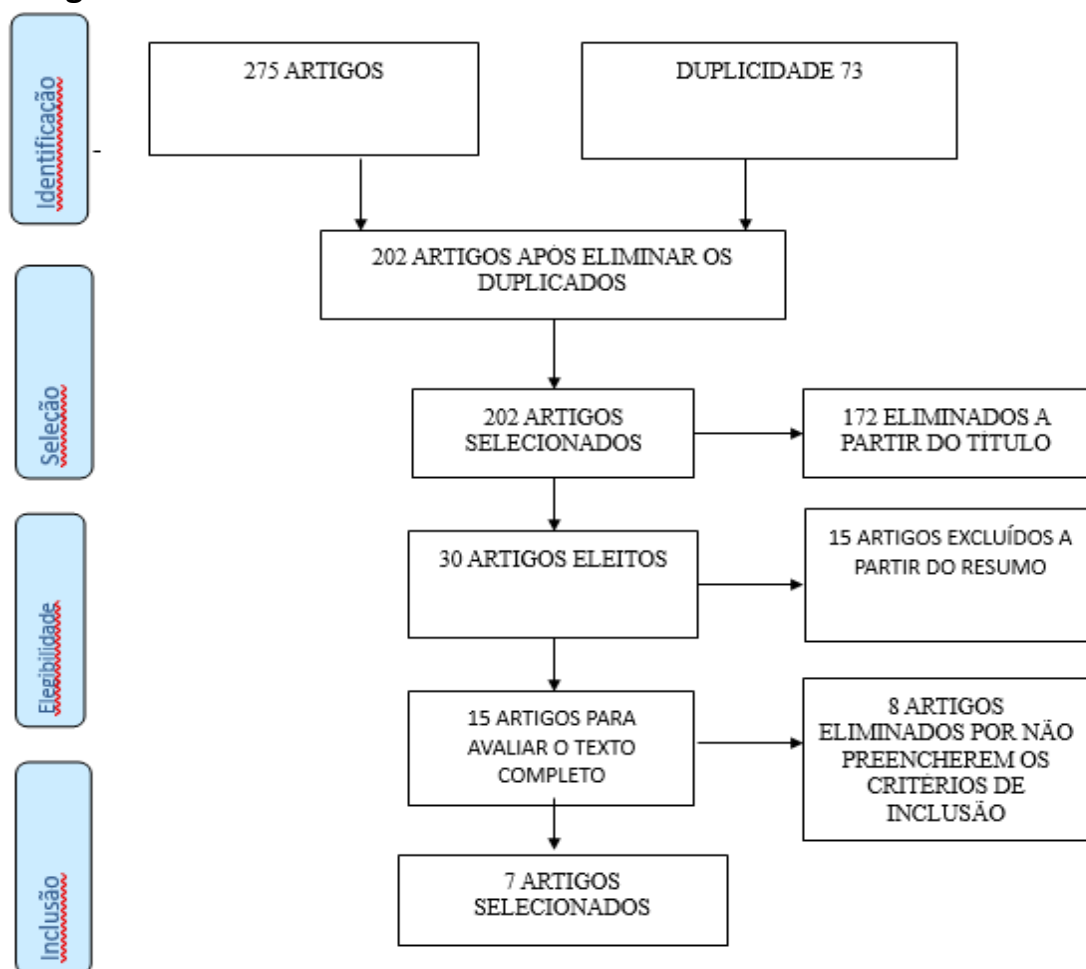 Identificação
275 ARTIGOS
DUPLICIDADE 73
-
202 ARTIGOS APÓS ELIMINAR OS
DUPLICADOS
Seleção
202 ARTIGOS
SELECIONADOS
172 ELIMINADOS A
PARTIR DO TÍTULO
Elegibilidade
30 ARTIGOS ELEITOS
15 ARTIGOS EXCLUÍDOS A
PARTIR DO RESUMO
15 ARTIGOS PARA
AVALIAR O TEXTO
COMPLETO
8 ARTIGOS
ELIMINADOS POR NÃO
PREENCHEREM OS
CRITÉRIOS DE
INCLUSÃO
Inclusão
7 ARTIGOS
SELECIONADOS